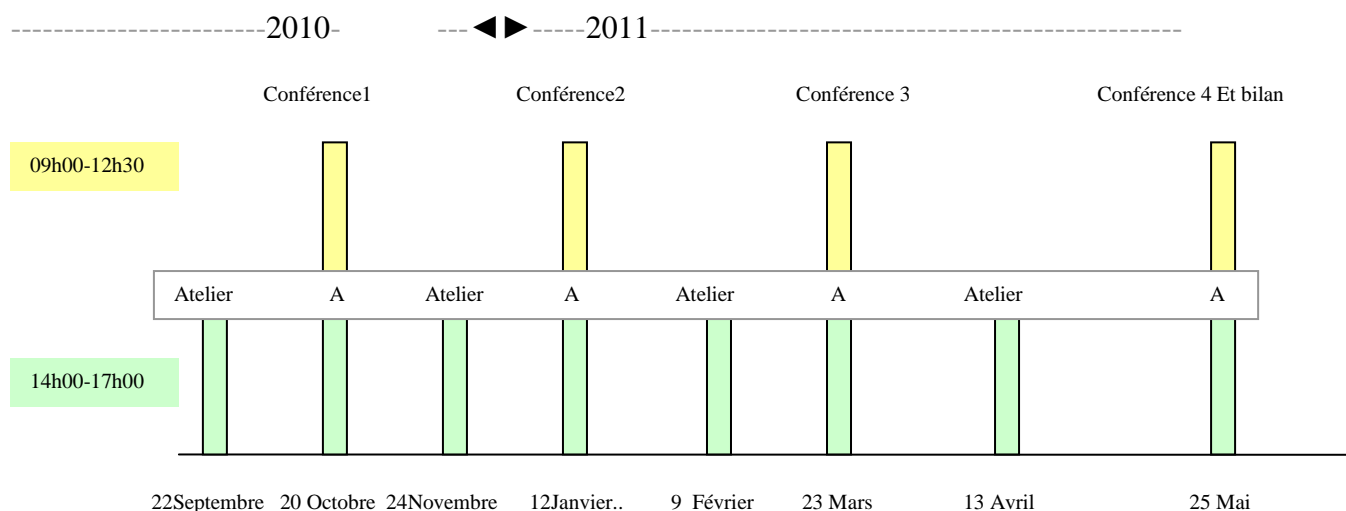 2010 ◄► 2011
Conférence1 Conférence2 Conférence 3 Conférence 4 Et bilan
09h00-12h30
Atelier A Atelier A Atelier A Atelier A
14h00-17h00
22Septembre 20 Octobre 24Novembre 12Janvier.. 9 Février 23 Mars 13 Avril 25 Mai